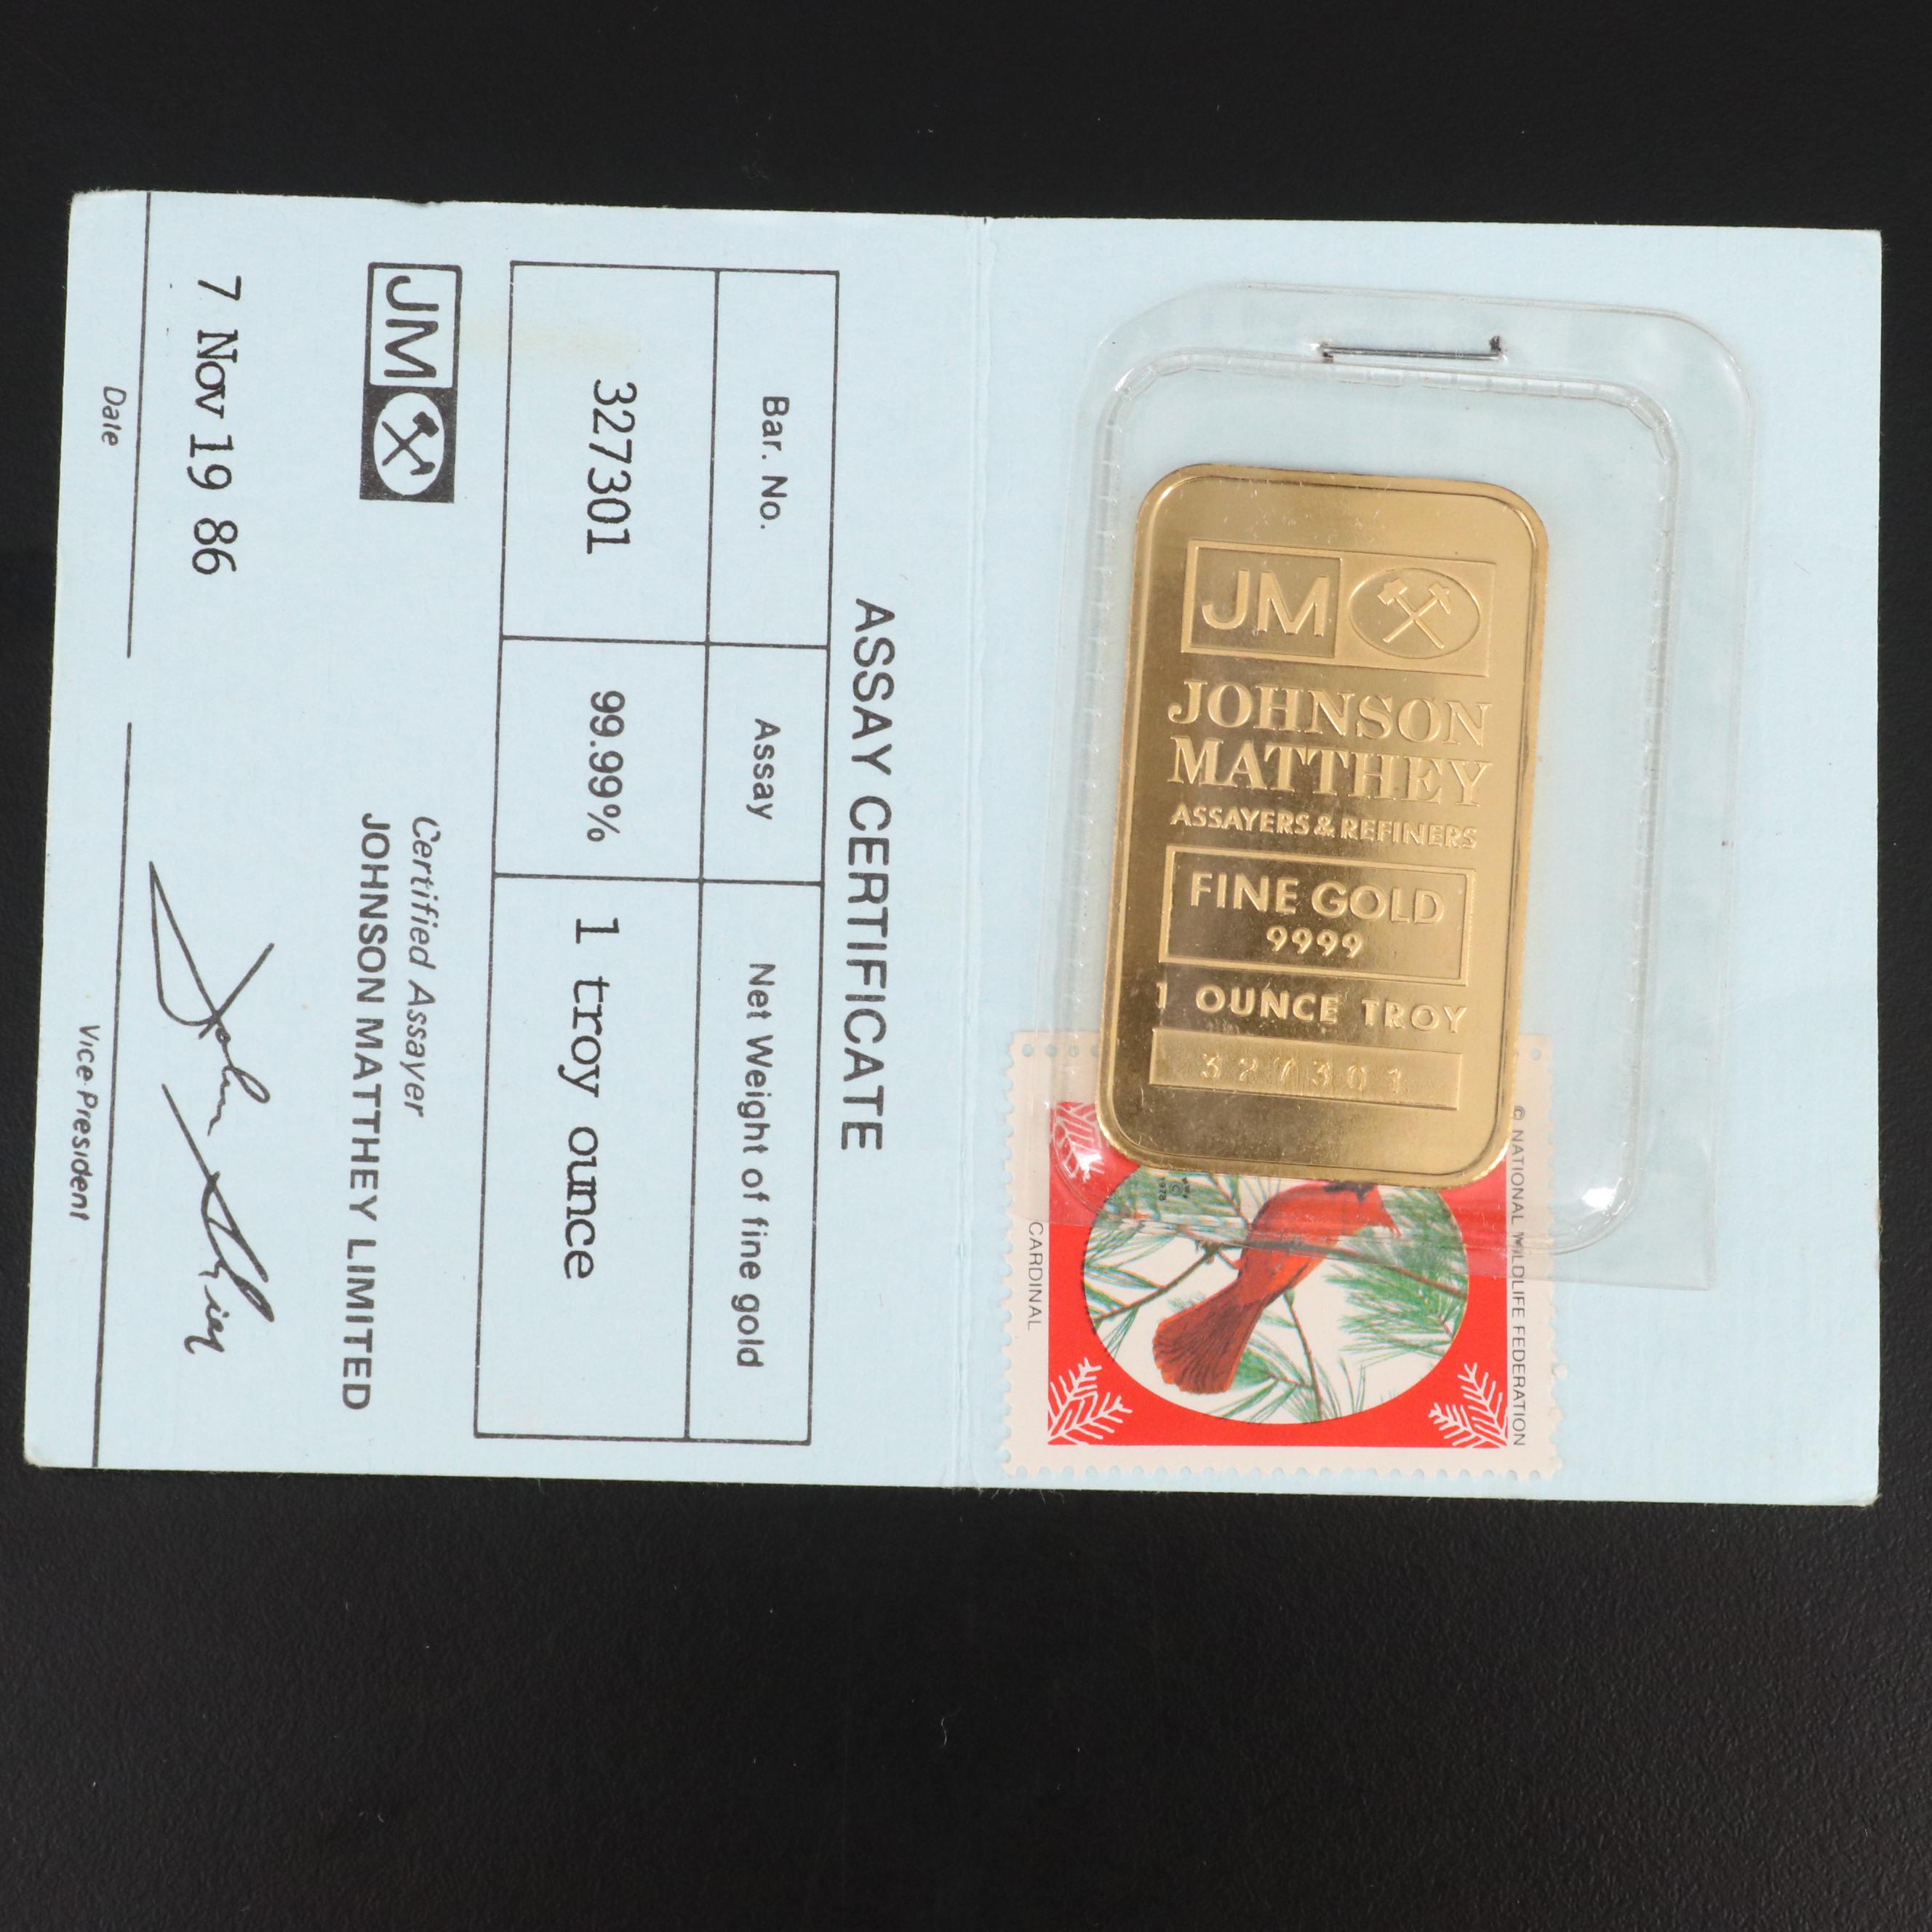 ASSAY CERTIFICATE
Bar. No. Assay Net Weight of fine gold
327301 99.99% 1 troy ounce
JM
Certified Assayer
JOHNSON MATTHEY LIMITED
7 Nov 19 86
Date Vice-President
JM
JOHNSON
MATTHEY
ASSAYERS & REFINERS
FINE GOLD
9999
1 OUNCE TROY
327301
© NATIONAL WILDLIFE FEDERATION
1978
CARDINAL